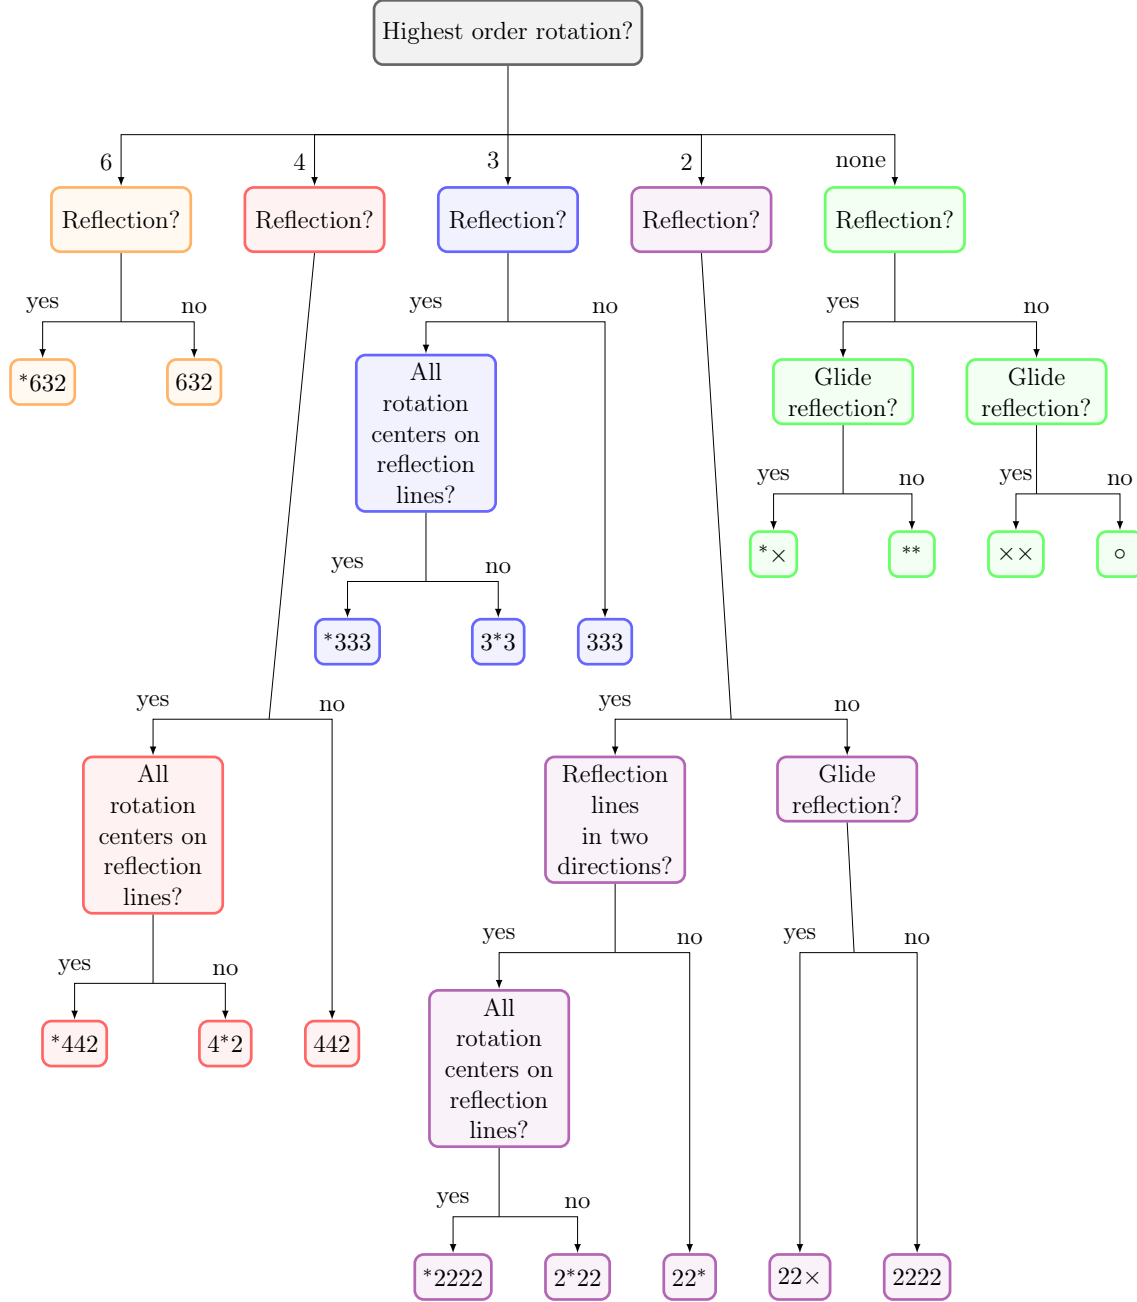 Highest order rotation?
6
4
3
2
none
Reflection?
Reflection?
Reflection?
Reflection?
Reflection?
yes
no
yes
no
yes
no
*632
632
All
rotation
centers on
reflection
lines?
Glide
reflection?
Glide
reflection?
yes
no
yes
no
*×
**
××
∘
yes
no
*333
3*3
333
yes
no
yes
no
All
rotation
centers on
reflection
lines?
Reflection
lines
in two
directions?
Glide
reflection?
yes
no
yes
no
yes
no
*442
4*2
442
All
rotation
centers on
reflection
lines?
yes
no
*2222
2*22
22*
22×
2222